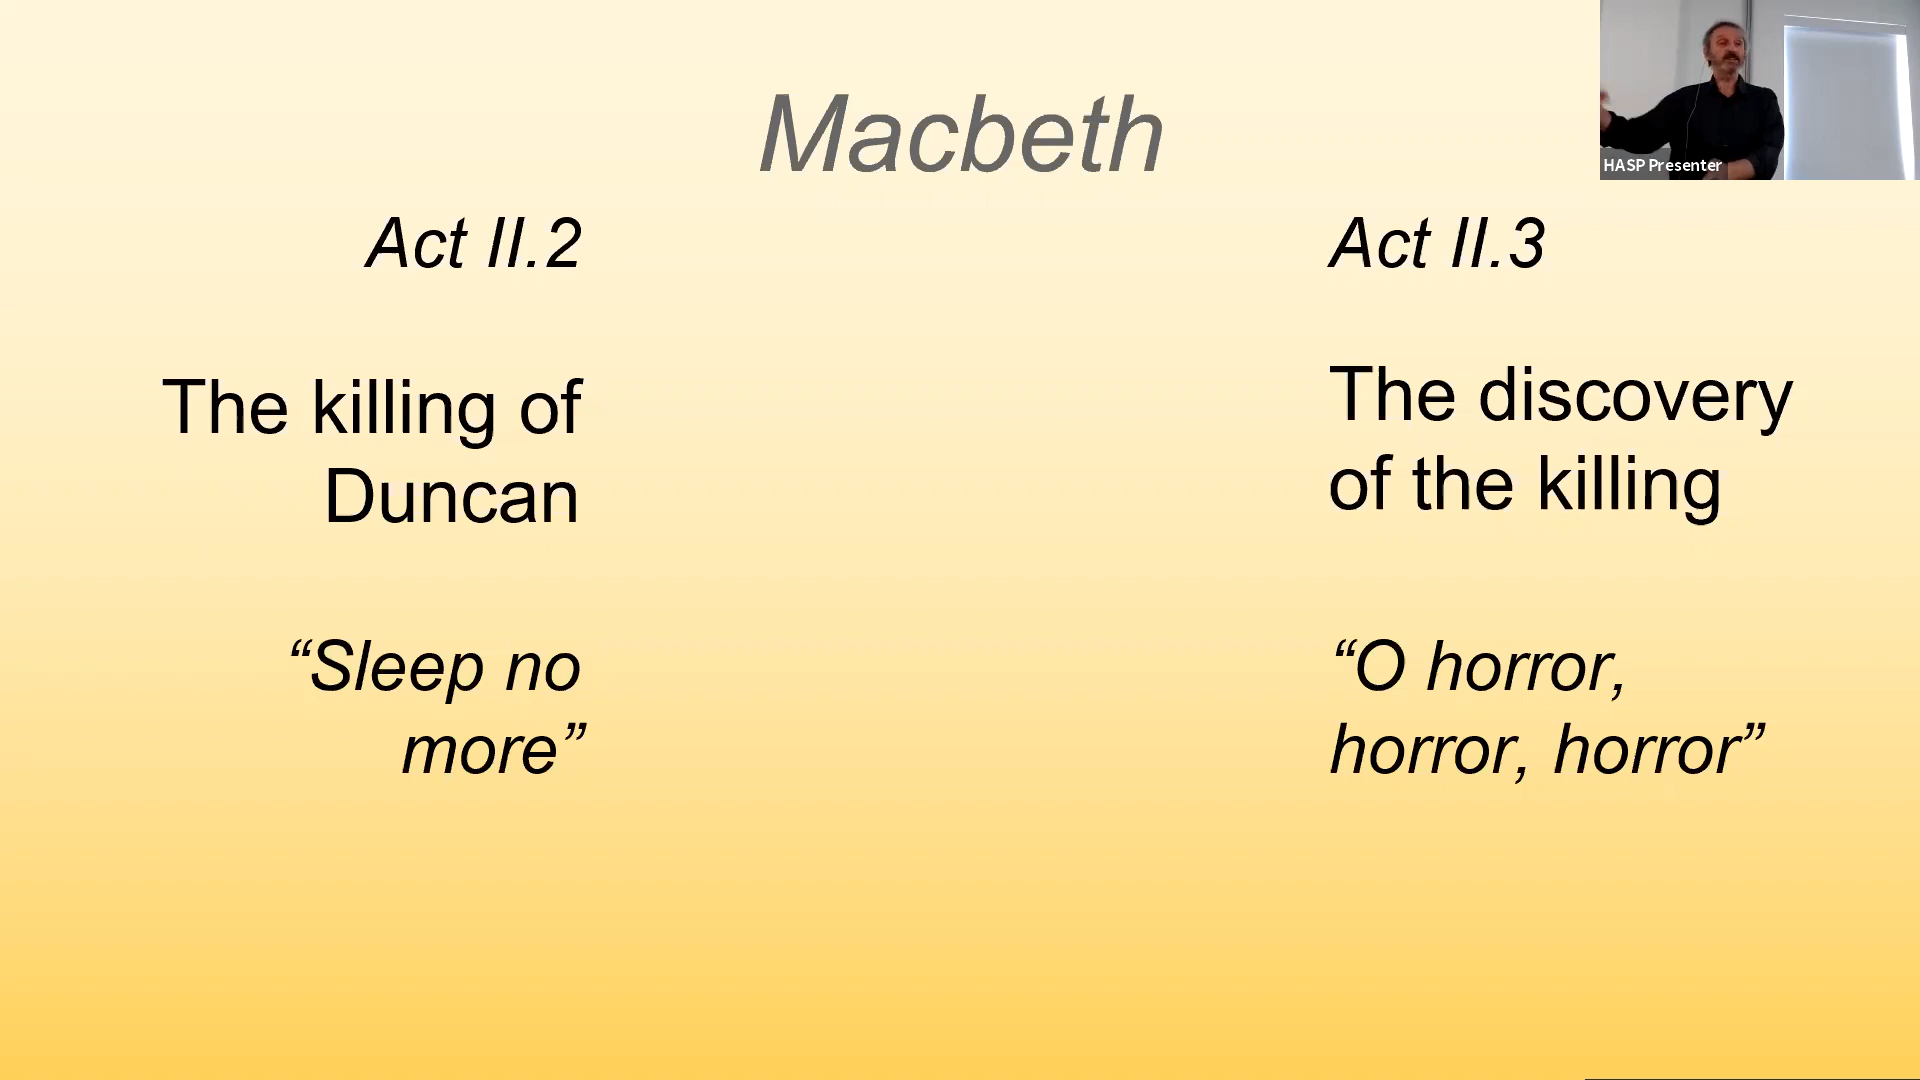 Macbeth
HASP Presenter
Act II.2
The killing of
Duncan
“Sleep no
more”
Act II.3
The discovery
of the killing
“O horror,
horror, horror”